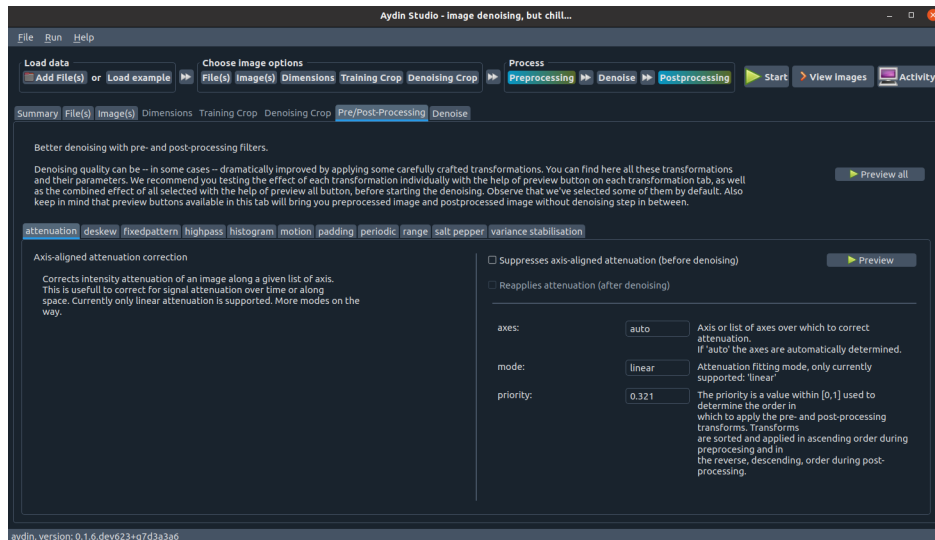 Aydin Studio - image denoising, but chill...
File Run Help
Load data
Choose image options
Process
Add File(s) or Load example
File(s) Image(s) Dimensions Training Crop Denoising Crop
Preprocessing Denoise Postprocessing
Start
View images
Activity
Summary File(s) Image(s) Dimensions Training Crop Denoising Crop Pre/Post-Processing Denoise
Better denoising with pre- and post-processing filters.
Denoising quality can be -- in some cases -- dramatically improved by applying some carefully crafted transformations. You can find here all these transformations
and their parameters. We recommend you testing the effect of each transformation individually with the help of preview button on each transformation tab, as well
as the combined effect of all selected with the help of preview all button, before starting the denoising. Observe that we've selected some of them by default. Also
keep in mind that preview buttons available in this tab will bring you preprocessed image and postprocessed image without denoising step in between.
Preview all
attenuation deskew fixedpattern highpass histogram motion padding periodic range salt pepper variance stabilisation
Axis-aligned attenuation correction
Corrects intensity attenuation of an image along a given list of axis.
This is usefull to correct for signal attenuation over time or along
space. Currently only linear attenuation is supported. More modes on the
way.
Suppresses axis-aligned attenuation (before denoising)
Preview
Reapplies attenuation (after denoising)
axes:
auto
Axis or list of axes over which to correct
attenuation.
If 'auto' the axes are automatically determined.
mode:
linear
Attenuation fitting mode, only currently
supported: 'linear'
priority:
0.321
The priority is a value within [0,1] used to
determine the order in
which to apply the pre- and post-processing
transforms. Transforms
are sorted and applied in ascending order during
preprocesing and in
the reverse, descending, order during post-
processing.
aydin, version: 0.1.6.dev623+g7d3a3a6